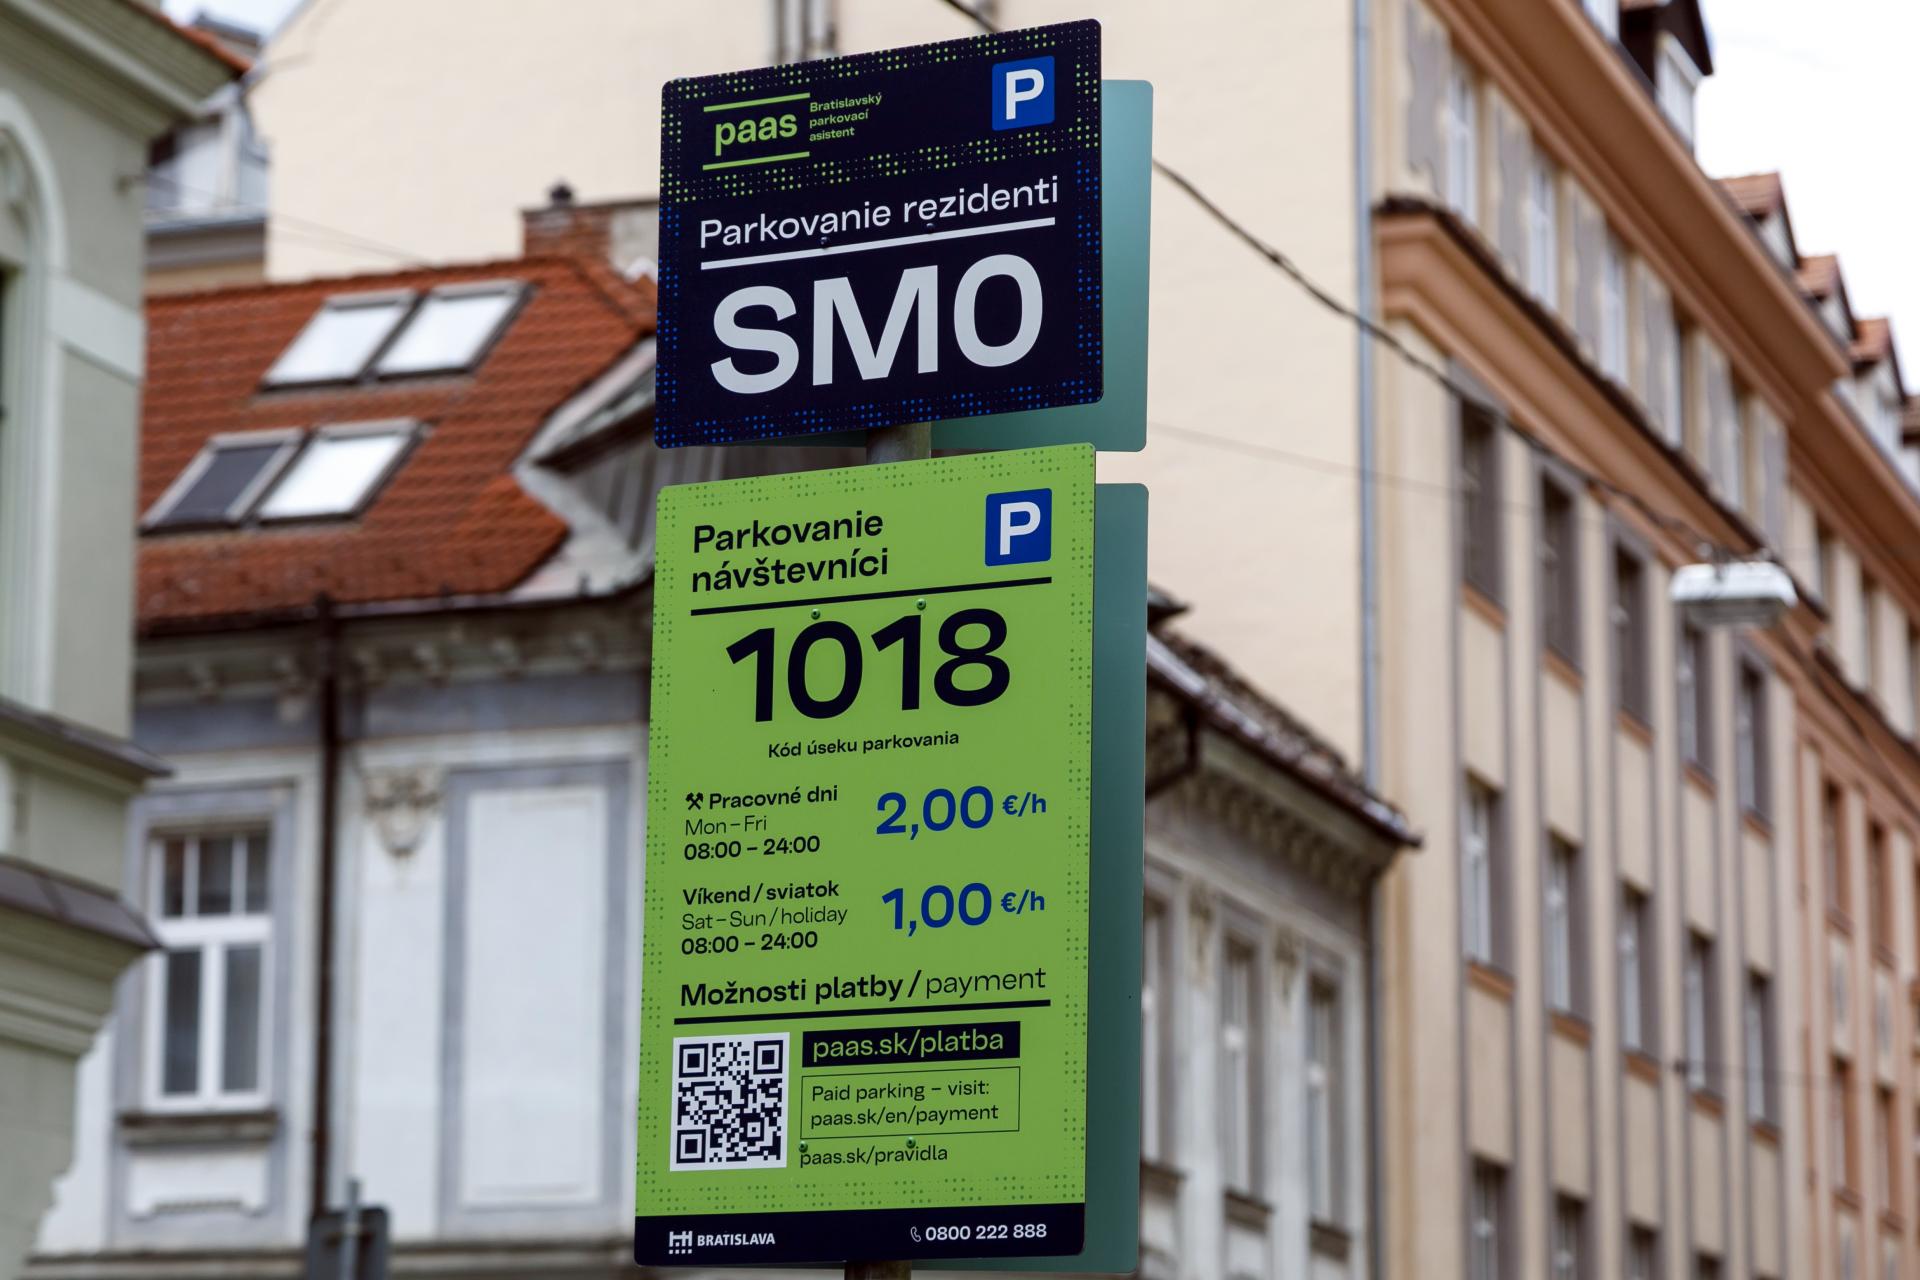 paas
Bratislavský
parkovací
asistent
P
Parkovanie rezidenti
SM0
Parkovanie
návštevníci
P
1018
Kód úseku parkovania
Pracovné dni
Mon – Fri
08:00 – 24:00
2,00 €/h
Víkend / sviatok
Sat – Sun / holiday
08:00 – 24:00
1,00 €/h
Možnosti platby / payment
paas.sk/platba
Paid parking – visit:
paas.sk/en/payment
paas.sk/pravidla
BRATISLAVA
0800 222 888